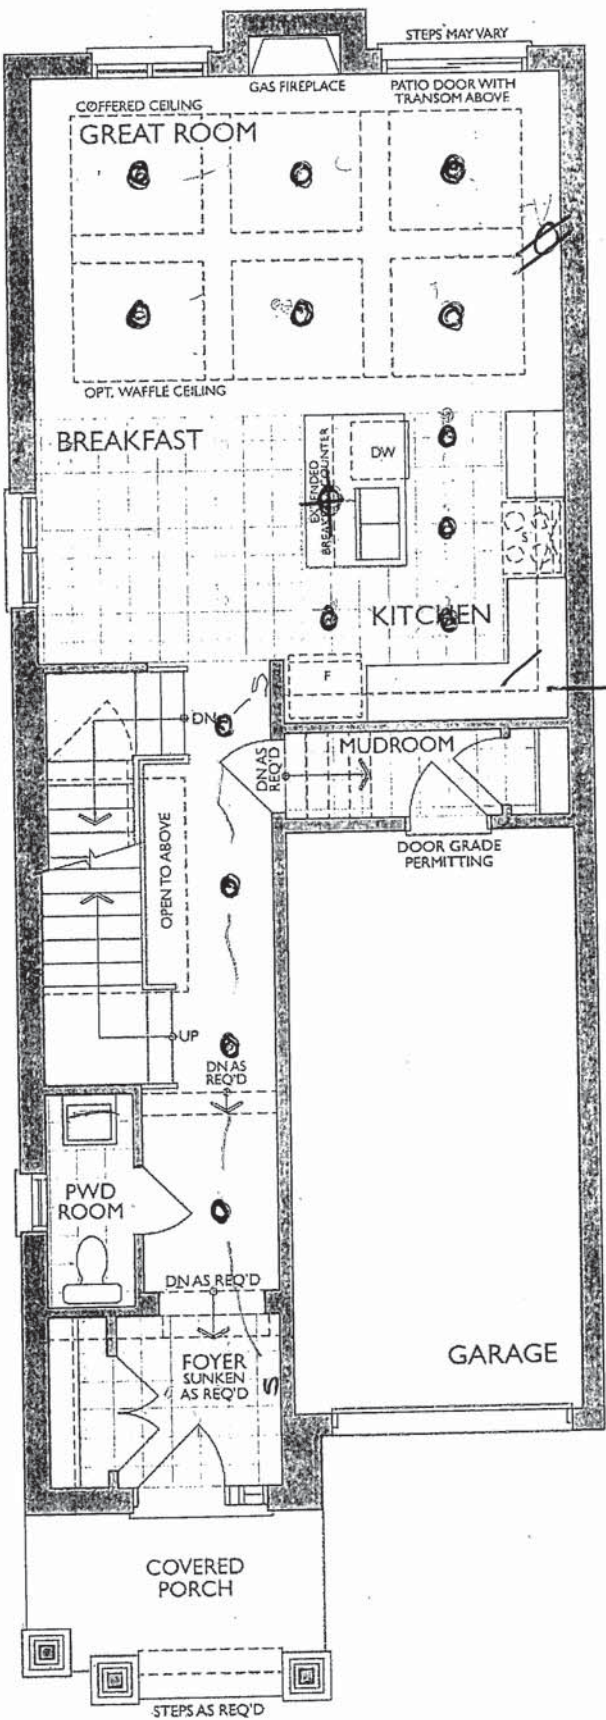 STEPS MAY VARY
GAS FIREPLACE
PATIO DOOR WITH
TRANSOM ABOVE
COFFERED CEILING
GREAT ROOM
OPT. WAFFLE CEILING
BREAKFAST
EXTENDED
BREAKFAST COUNTER
DW
S
KITCHEN
F
DN
S
DN AS
REQ'D
MUDROOM
DOOR GRADE
PERMITTING
OPEN TO ABOVE
UP
DN AS
REQ'D
PWD
ROOM
DN AS REQ'D
FOYER
SUNKEN
AS REQ'D
S
GARAGE
COVERED
PORCH
STEPS AS REQ'D